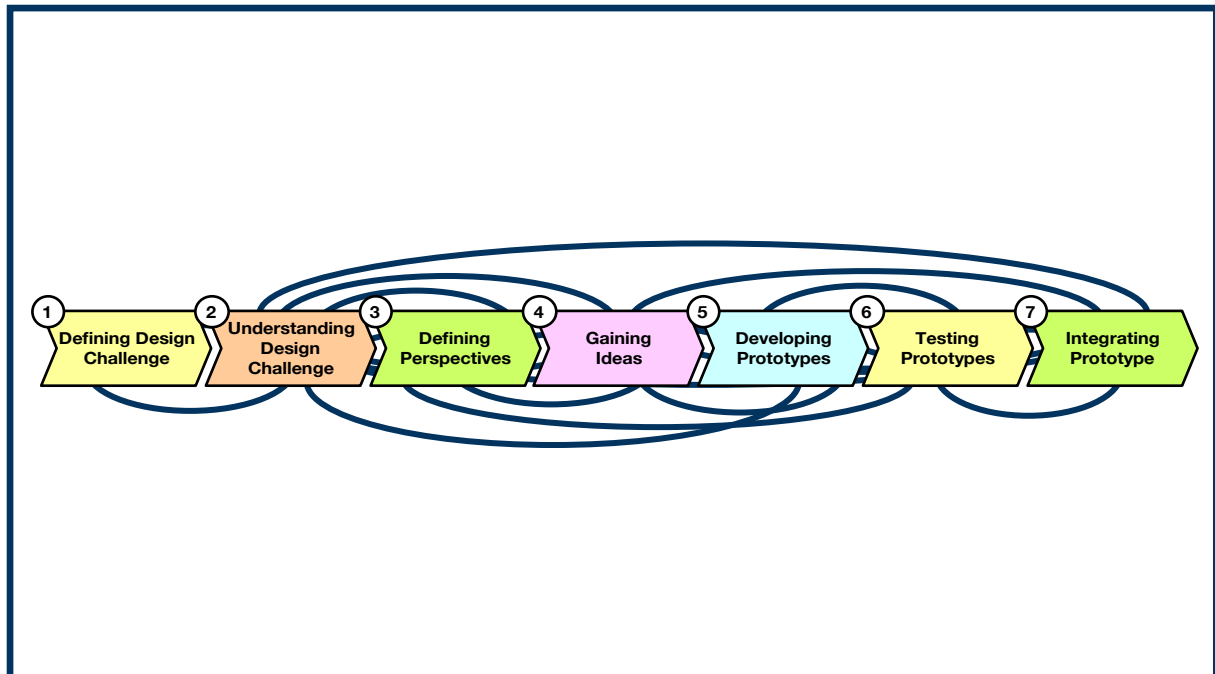 1
Defining Design
Challenge
2
Understanding
Design
Challenge
3
Defining
Perspectives
4
Gaining
Ideas
5
Developing
Prototypes
6
Testing
Prototypes
7
Integrating
Prototype